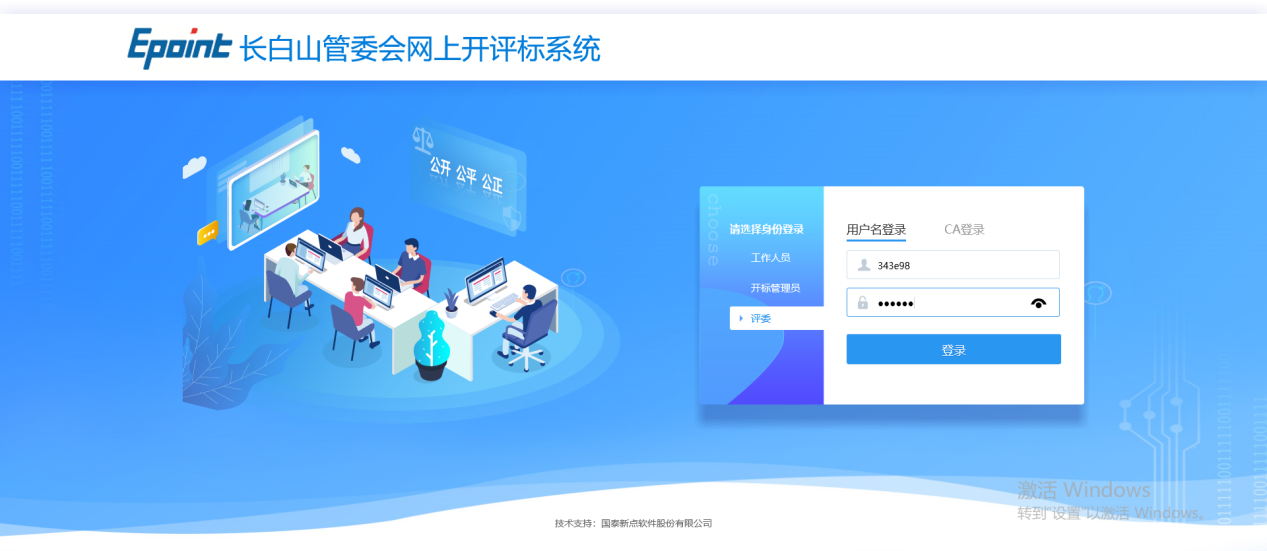 Epoint 长白山管委会网上开评标系统
公开 公平 公正
choose
请选择身份登录
工作人员
开标管理员
评委
用户名登录 CA登录
343e98
••••••
登录
激活 Windows
转到"设置"以激活 Windows。
技术支持：国泰新点软件股份有限公司